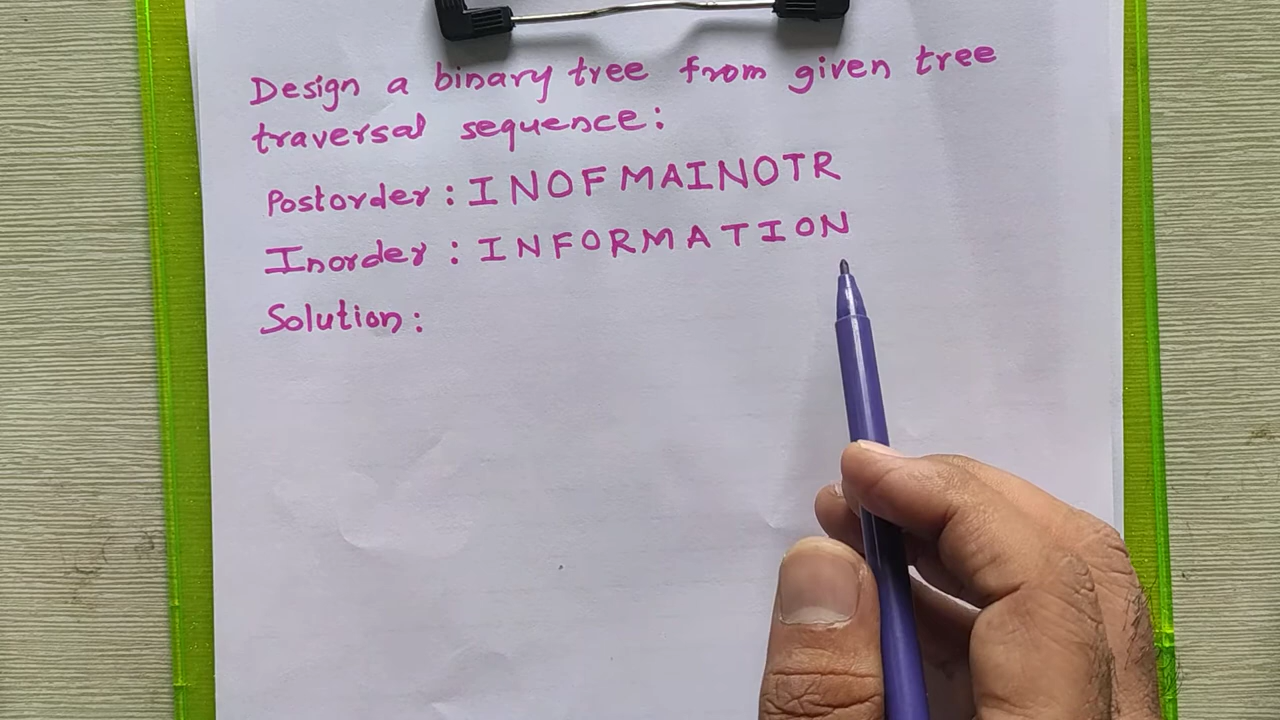 Design a binary tree from given tree
traversal sequence:
Postorder: INOFMAINOTR
Inorder: INFORMATION
Solution: